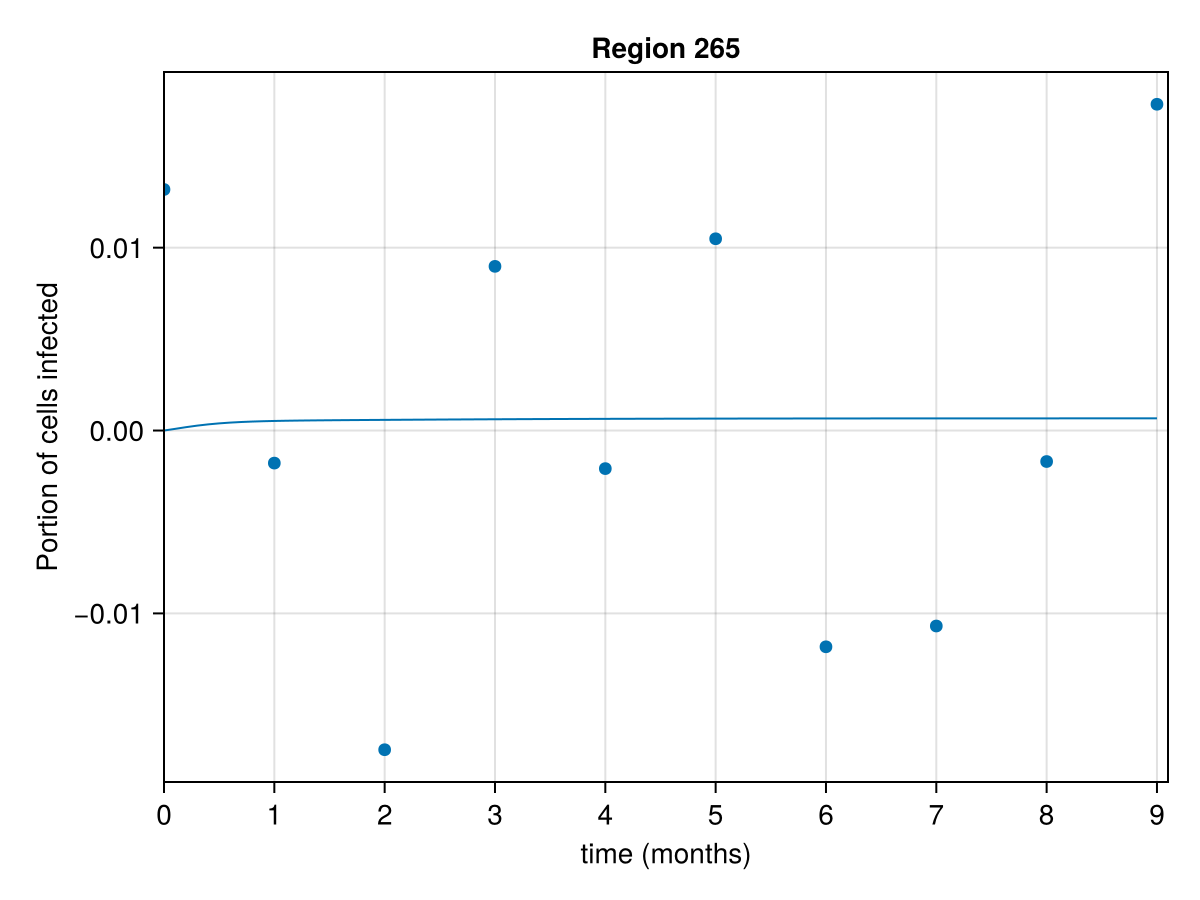 Region 265
Portion of cells infected
0.01
0.00
−0.01
0 1 2 3 4 5 6 7 8 9
time (months)